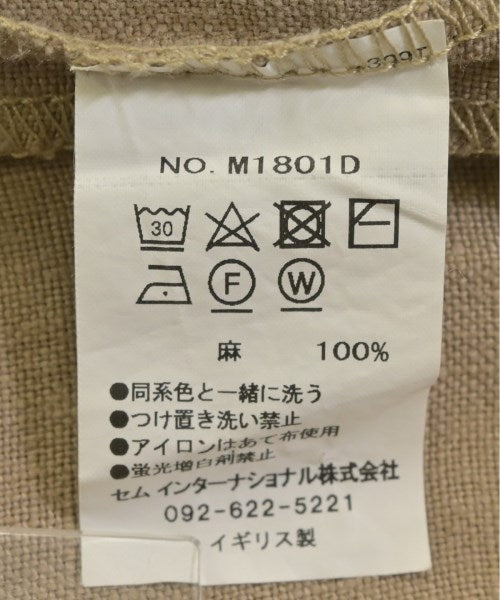 NO. M1801D
30
F W
麻 100%
●同系色と一緒に洗う
●つけ置き洗い禁止
●アイロンはあて布使用
●蛍光増白剤禁止
セム インターナショナル株式会社
092-622-5221
イギリス製